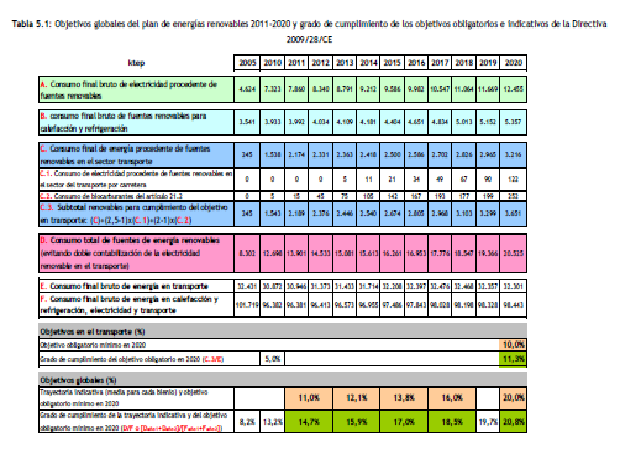 Tabla 5.1: Objetivos globales del plan de energías renovables 2011-2020 y grado de cumplimiento de los objetivos obligatorios e indicativos de la Directiva
2009/28/CE
ktep 2005 2010 2011 2012 2013 2014 2015 2016 2017 2018 2019 2020
A. Consumo final bruto de electricidad procedente de
fuentes renovables 4.624 7.323 7.860 8.340 8.791 9.212 9.586 9.982 10.547 11.064 11.669 12.455
B. consumo final bruto de fuentes renovables para
calefacción y refrigeración 3.541 3.933 3.992 4.034 4.109 4.181 4.404 4.651 4.834 5.013 5.152 5.357
C. Consumo final de energía procedente de fuentes
renovables en el sector transporte 245 1.538 2.174 2.331 2.363 2.418 2.500 2.586 2.702 2.826 2.965 3.216
C.1. Consumo de electricidad procedente de fuentes renovables en
el sector del transporte por carretera 0 0 0 0 5 11 21 34 49 67 90 122
C.2. Consumo de biocarburantes del artículo 21.2 0 5 15 45 75 105 142 167 193 177 199 252
C.3. Subtotal renovables para cumplimiento del objetivo
en transporte: (C)+(2,5-1)x(C.1)+(2-1)x(C.2) 245 1.543 2.189 2.376 2.446 2.540 2.674 2.805 2.968 3.103 3.299 3.651
D. Consumo total de fuentes de energía renovables
(evitando doble contabilización de la electricidad
renovable en el transporte) 8.302 12.698 13.901 14.533 15.081 15.613 16.261 16.953 17.776 18.547 19.366 20.525
E. Consumo final bruto de energía en transporte 32.431 30.872 30.946 31.373 31.433 31.714 32.208 32.397 32.476 32.468 32.357 32.301
F. Consumo final bruto de energía en calefacción y
refrigeración, electricidad y transporte 101.719 96.382 96.381 96.413 96.573 96.955 97.486 97.843 98.028 98.198 98.328 98.443
Objetivos en el transporte (%)
Objetivo obligatorio mínimo en 2020 10,0%
Grado de cumplimiento del objetivo obligatorio en 2020 (C.3/E) 5,0% 11,3%
Objetivos globales (%)
Trayectoria indicativa (media para cada bienio) y objetivo
obligatorio mínimo en 2020 11,0% 12,1% 13,8% 16,0% 20,0%
Grado de cumplimiento de la trayectoria indicativa y del objetivo
obligatorio mínimo en 2020 8,2% 13,2% 14,7% 15,9% 17,0% 18,5% 19,7% 20,8%